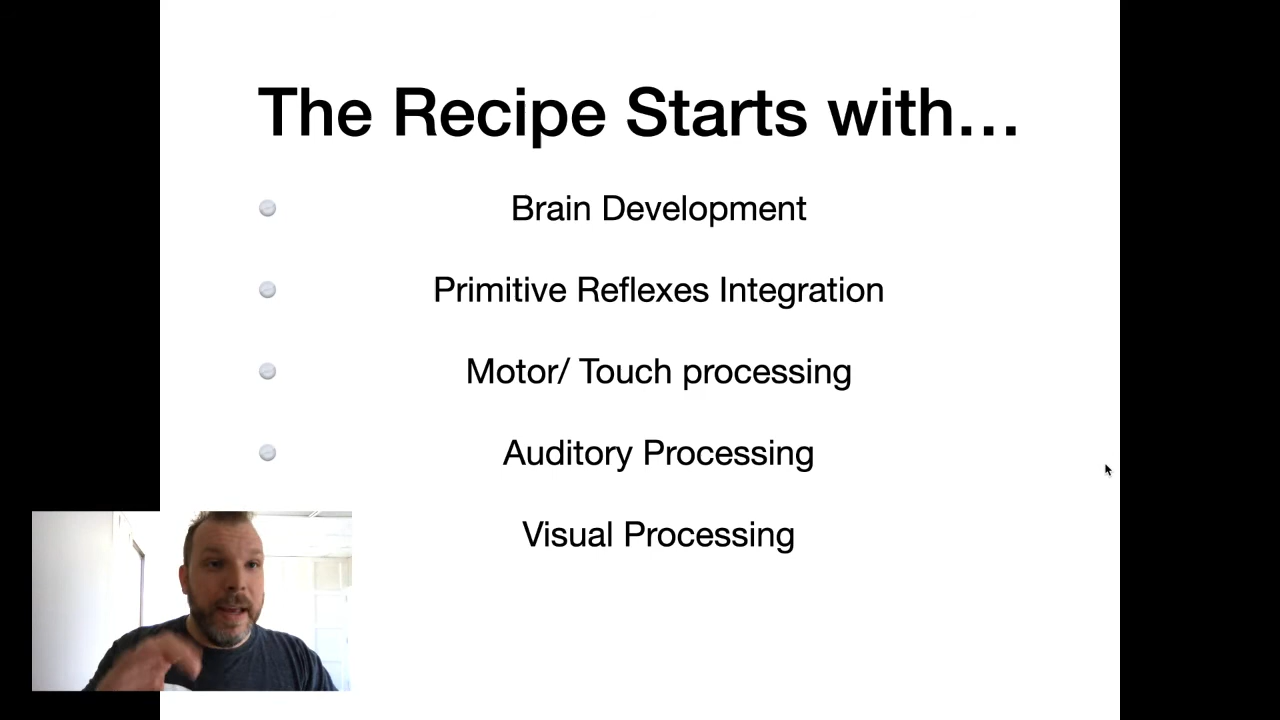 The Recipe Starts with...
Brain Development
Primitive Reflexes Integration
Motor/ Touch processing
Auditory Processing
Visual Processing